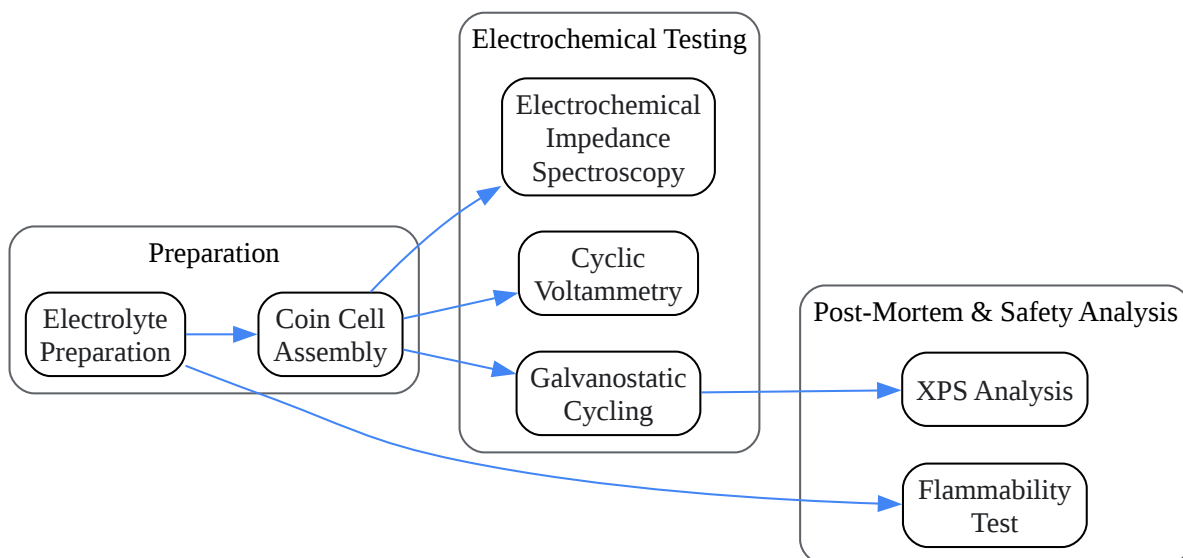 Electrochemical Testing
Electrochemical
Impedance
Spectroscopy
Preparation
Electrolyte
Preparation
Coin Cell
Assembly
Cyclic
Voltammetry
Galvanostatic
Cycling
Post-Mortem & Safety Analysis
XPS Analysis
Flammability
Test